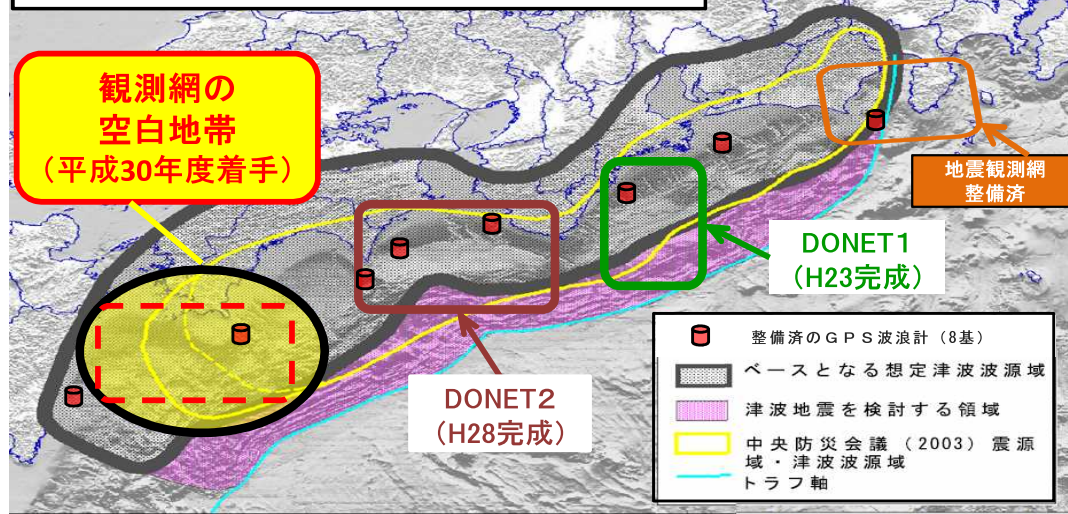 観測網の
空白地帯
（平成30年度着手）
地震観測網
整備済
DONET1
（H23完成）
DONET2
（H28完成）
整備済のＧＰＳ波浪計（8基）
ベースとなる想定津波波源域
津波地震を検討する領域
中央防災会議（2003）震源
域・津波波源域
トラフ軸